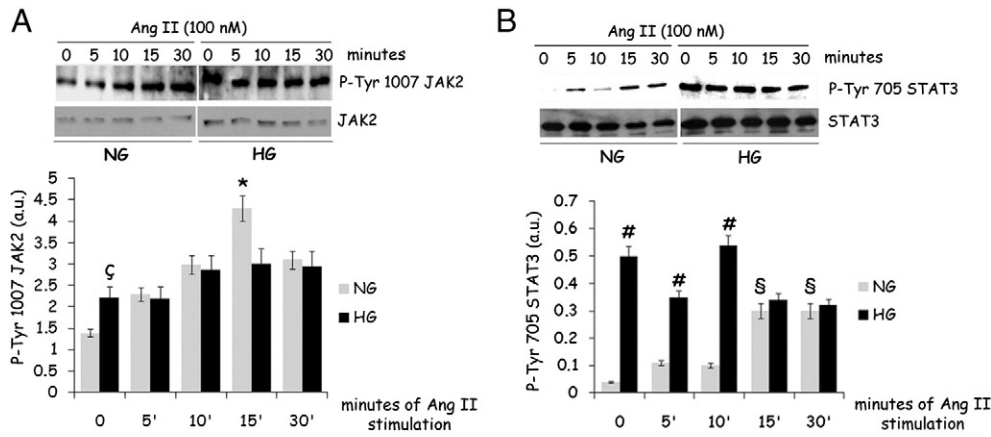 A
Ang II (100 nM)
0 5 10 15 30 0 5 10 15 30 minutes
P-Tyr 1007 JAK2
JAK2
NG HG
P-Tyr 1007 JAK2 (a.u.)
5
4.5
4
3.5
3
2.5
2
1.5
1
0.5
0
Ç
*
NG
HG
0 5' 10' 15' 30'
minutes of Ang II
stimulation
B
Ang II (100 nM)
0 5 10 15 30 0 5 10 15 30 minutes
P-Tyr 705 STAT3
STAT3
NG HG
P-Tyr 705 STAT3 (a.u.)
0.7
0.6
0.5
0.4
0.3
0.2
0.1
0
# # # § §
NG
HG
0 5' 10' 15' 30'
minutes of Ang II
stimulation